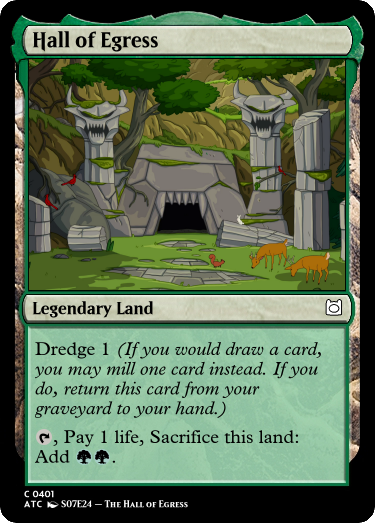 Hall of Egress
Legendary Land
Dredge 1 (If you would draw a card,
you may mill one card instead. If you
do, return this card from your
graveyard to your hand.)
, Pay 1 life, Sacrifice this land:
Add .
C 0401
ATC S07E24 – The Hall of Egress